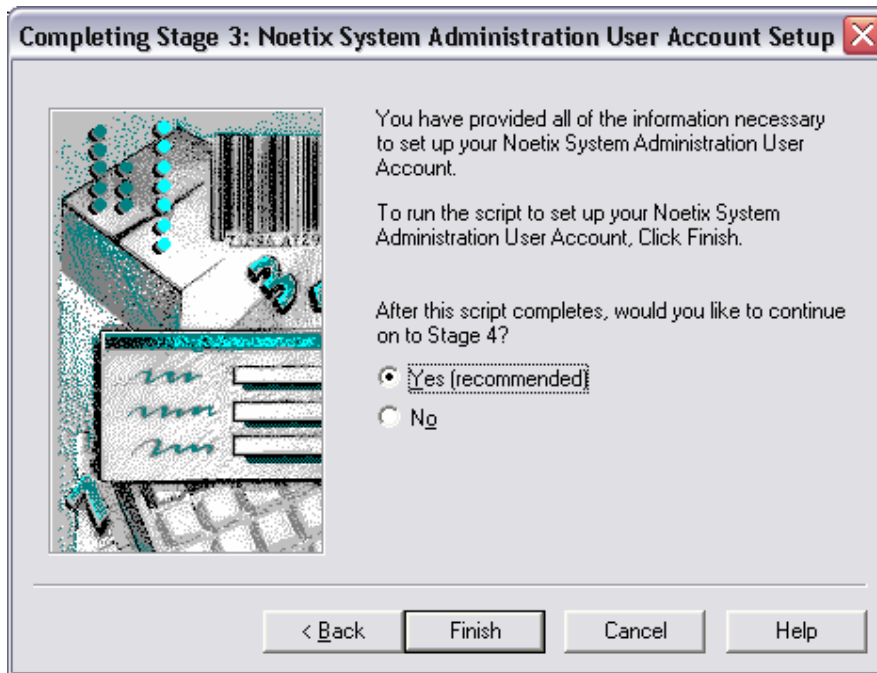 Completing Stage 3: Noetix System Administration User Account Setup
You have provided all of the information necessary
to set up your Noetix System Administration User
Account.
To run the script to set up your Noetix System
Administration User Account, Click Finish.
After this script completes, would you like to continue
on to Stage 4?
Yes (recommended)
No
< Back
Finish
Cancel
Help